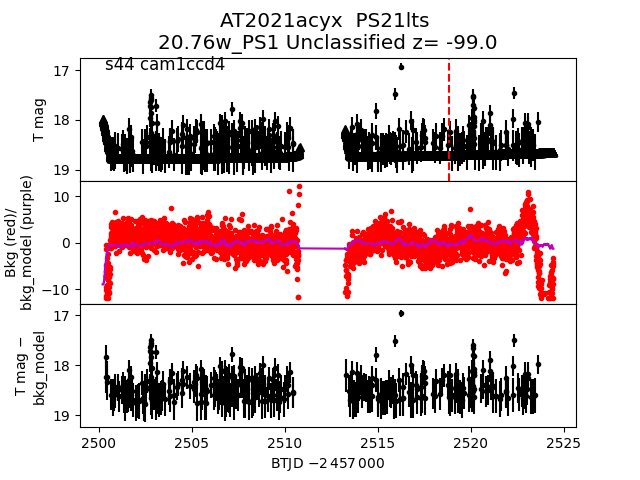 AT2021acyx  PS21lts
20.76w_PS1 Unclassified z= -99.0
s44 cam1ccd4
17
18
19
T mag
10
0
−10
Bkg (red)/
bkg_model (purple)
17
18
19
T mag −
bkg_model
2500
2505
2510
2515
2520
2525
BTJD −2 457 000